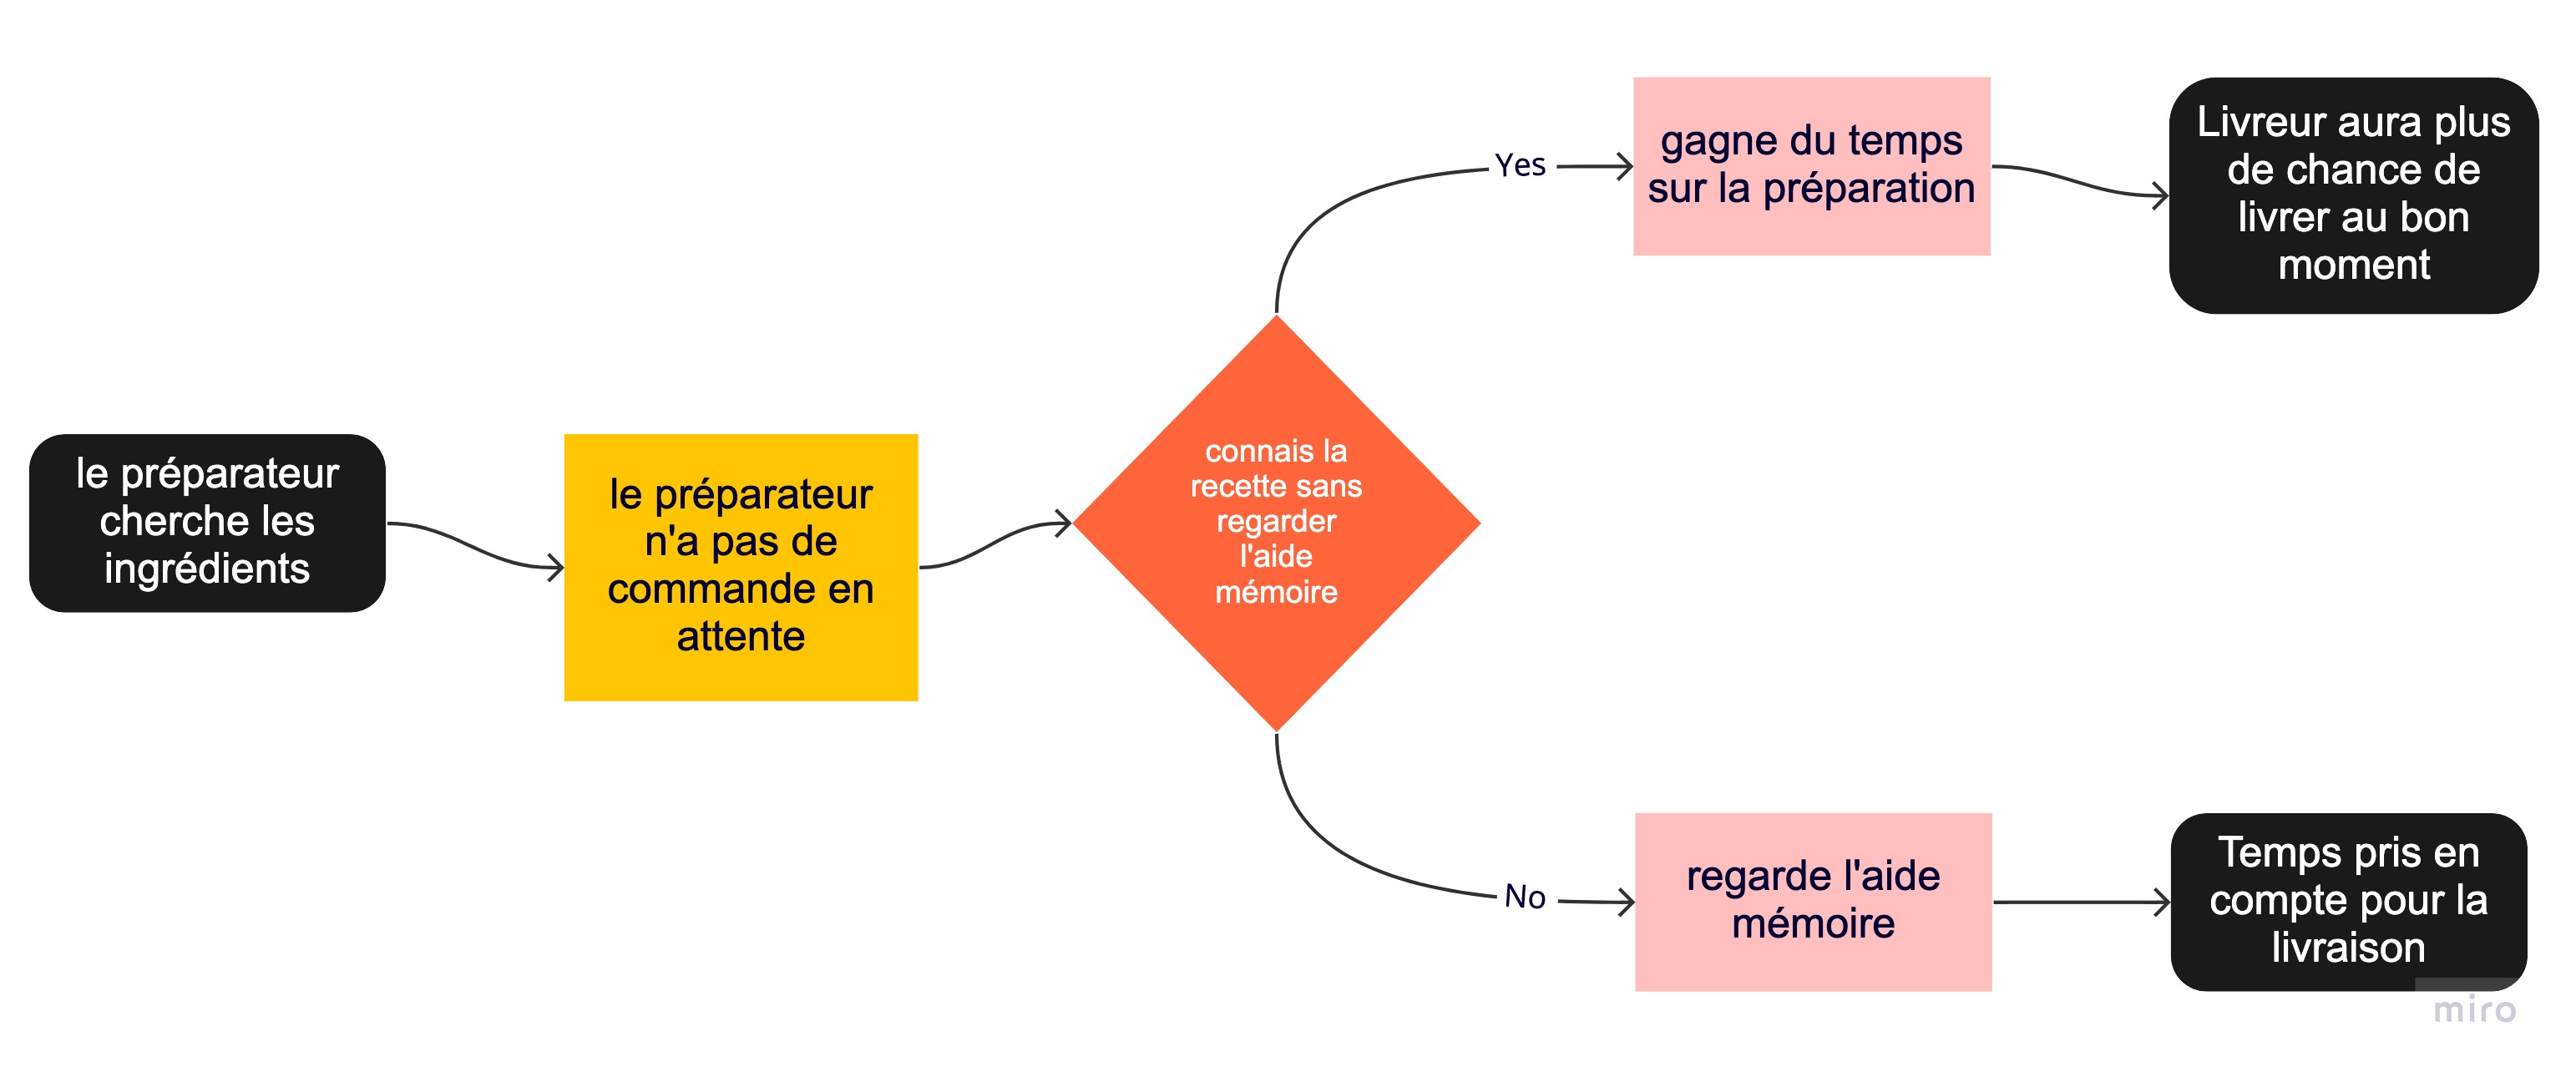 le préparateur
cherche les
ingrédients
le préparateur
n'a pas de
commande en
attente
connais la
recette sans
regarder
l'aide
mémoire
Yes
gagne du temps
sur la préparation
Livreur aura plus
de chance de
livrer au bon
moment
No
regarde l'aide
mémoire
Temps pris en
compte pour la
livraison
miro